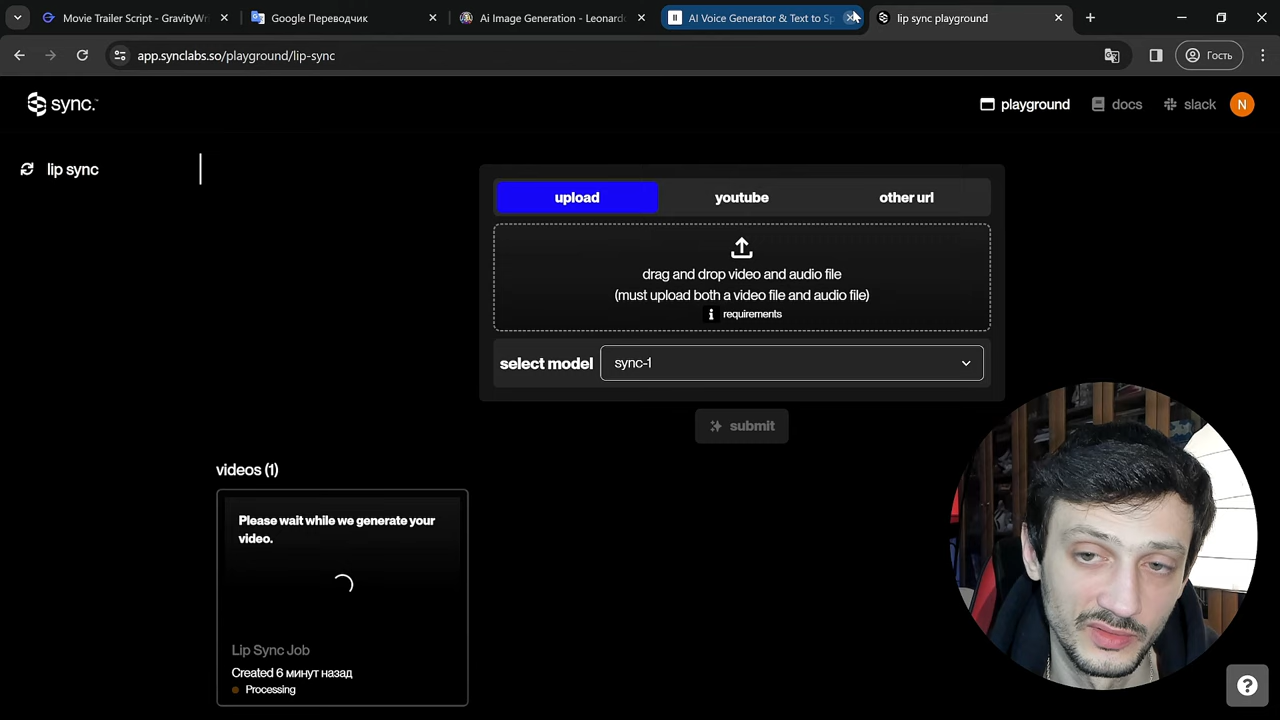 Movie Trailer Script - GravityWr
Google Переводчик
Ai Image Generation - Leonardo
AI Voice Generator & Text to Sp
lip sync playground
app.synclabs.so/playground/lip-sync
Гость
sync.
playground
docs
slack
N
lip sync
upload
youtube
other url
drag and drop video and audio file
(must upload both a video file and audio file)
requirements
select model
sync-1
submit
videos (1)
Please wait while we generate your
video.
Lip Sync Job
Created 6 минут назад
Processing